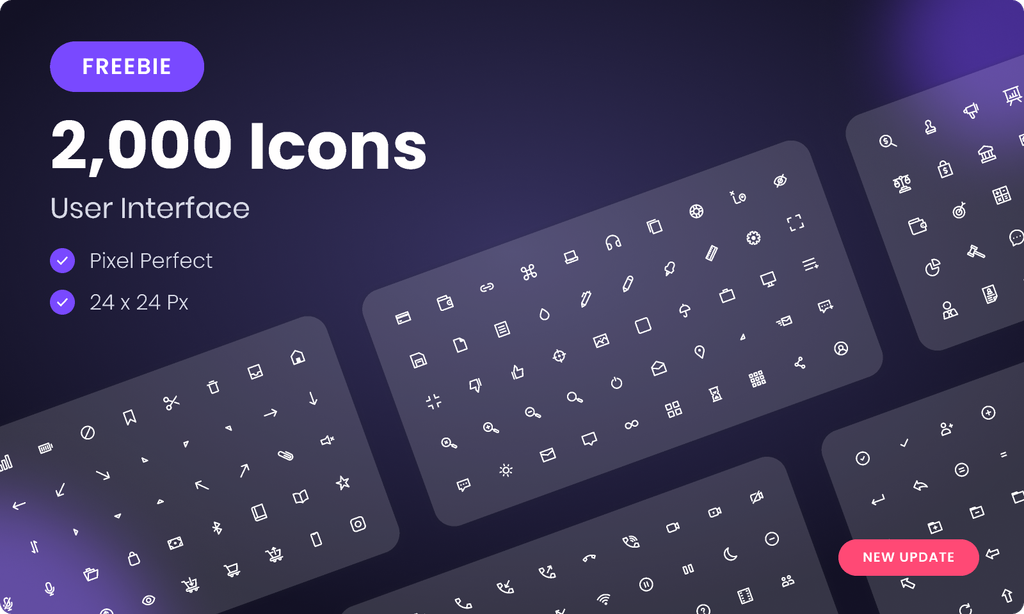 FREEBIE
2,000 Icons
User Interface
Pixel Perfect
24 x 24 Px
NEW UPDATE